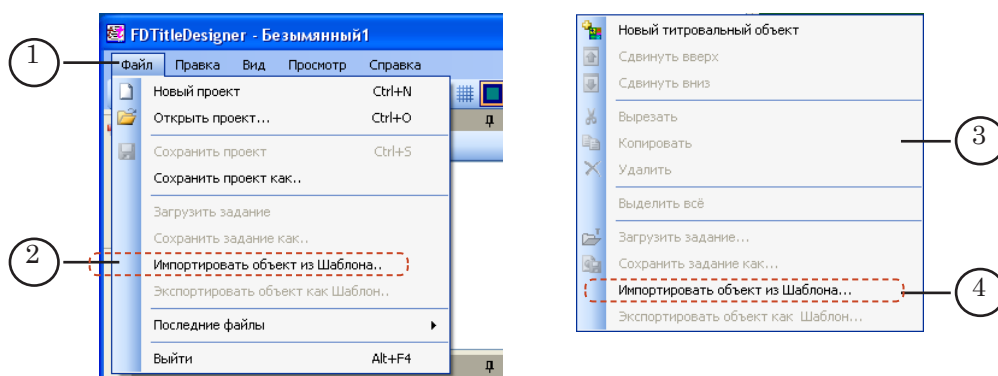 FDTitleDesigner - Безымянный1
1
Файл Правка Вид Просмотр Справка
Новый проект Ctrl+N
Открыть проект... Ctrl+O
Сохранить проект Ctrl+S
Сохранить проект как..
Загрузить задание
Сохранить задание как..
2
Импортировать объект из Шаблона..
Экспортировать объект как Шаблон..
Последние файлы
Выйти Alt+F4
Новый титровальный объект
Сдвинуть вверх
Сдвинуть вниз
Вырезать
Копировать
3
Удалить
Выделить всё
Загрузить задание...
Сохранить задание как...
Импортировать объект из Шаблона...
4
Экспортировать объект как Шаблон...